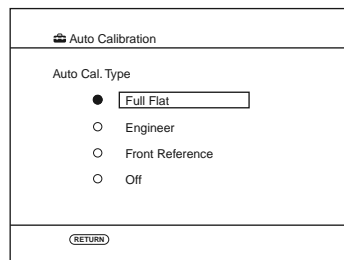 Auto Calibration
Auto Cal. Type
Full Flat
Engineer
Front Reference
Off
RETURN